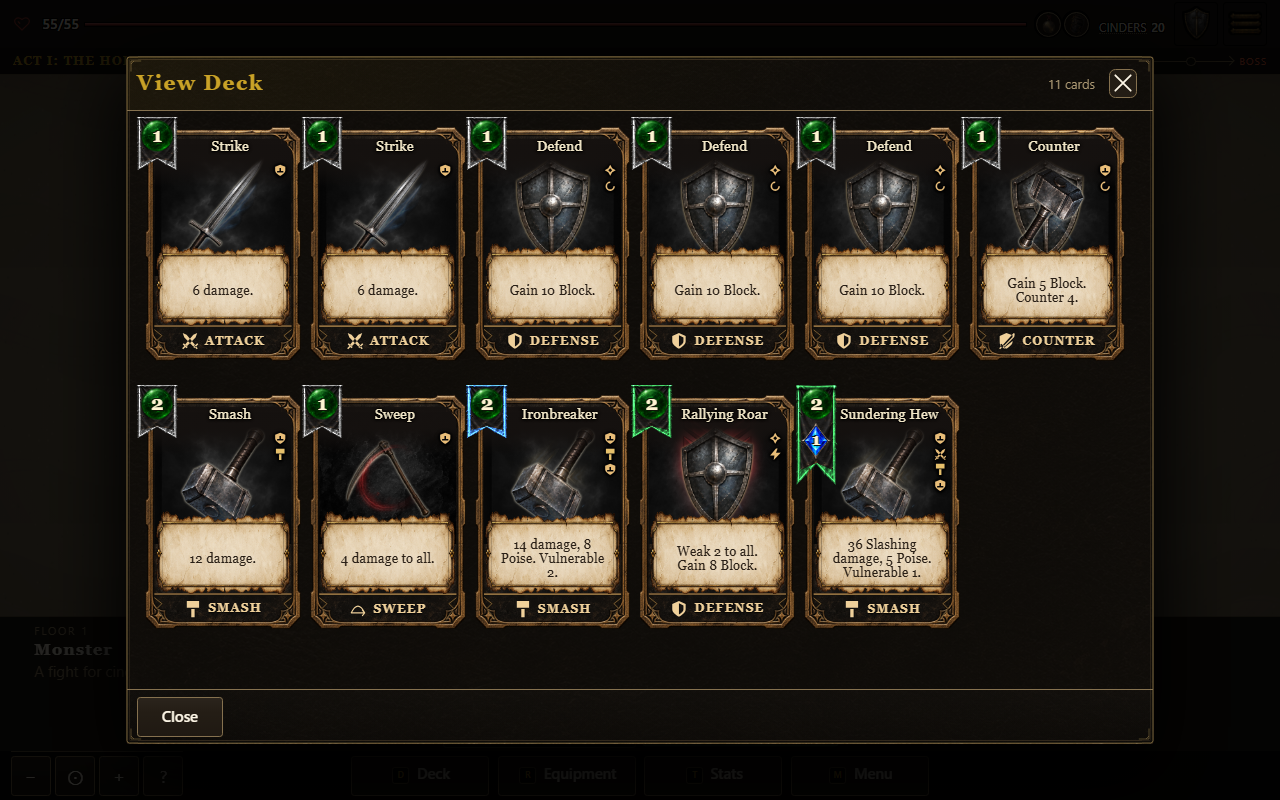 55/55
CINDERS 20
ACT I: THE HO
BOSS
View Deck
11 cards
1
Strike
6 damage.
ATTACK
1
Strike
6 damage.
ATTACK
1
Defend
Gain 10 Block.
DEFENSE
1
Defend
Gain 10 Block.
DEFENSE
1
Defend
Gain 10 Block.
DEFENSE
1
Counter
Gain 5 Block.
Counter 4.
COUNTER
2
Smash
12 damage.
SMASH
1
Sweep
4 damage to all.
SWEEP
2
Ironbreaker
14 damage, 8
Poise. Vulnerable
2.
SMASH
2
Rallying Roar
Weak 2 to all.
Gain 8 Block.
DEFENSE
2
1
Sundering Hew
36 Slashing
damage, 5 Poise.
Vulnerable 1.
SMASH
FLOOR 1
Monster
A fight for cin
Close
− + ?
D Deck
Equipment
Stats
M Menu